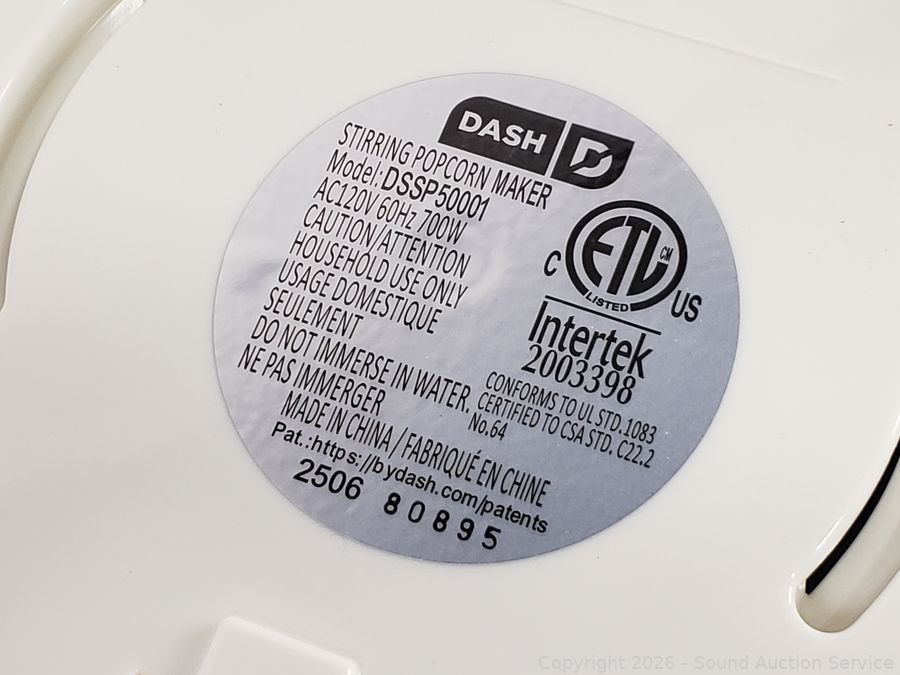 DASH D
STIRRING POPCORN MAKER
Model:DSSP50001
AC120V 60Hz 700W
CAUTION/ATTENTION
HOUSEHOLD USE ONLY
USAGE DOMESTIQUE
SEULEMENT
DO NOT IMMERSE IN WATER,
NE PAS IMMERGER
MADE IN CHINA / FABRIQUÉ EN CHINE
Pat.:https://bydash.com/patents
2506 80895
C ETL CM US
LISTED
Intertek
2003398
CONFORMS TO UL STD.1083
CERTIFIED TO CSA STD. C22.2
No.64
Copyright 2026 - Sound Auction Service